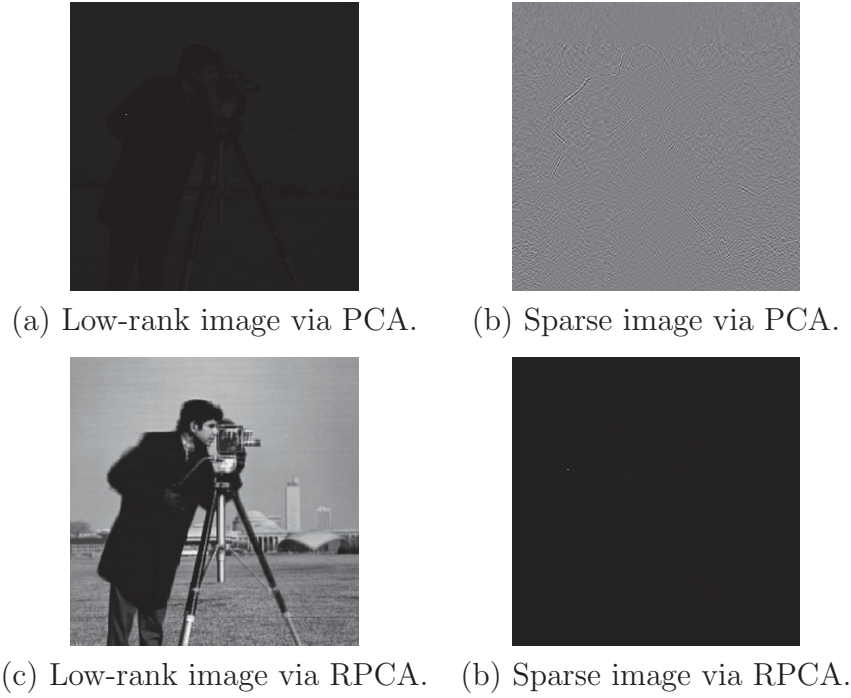 (a) Low-rank image via PCA.
(b) Sparse image via PCA.
(c) Low-rank image via RPCA.
(b) Sparse image via RPCA.